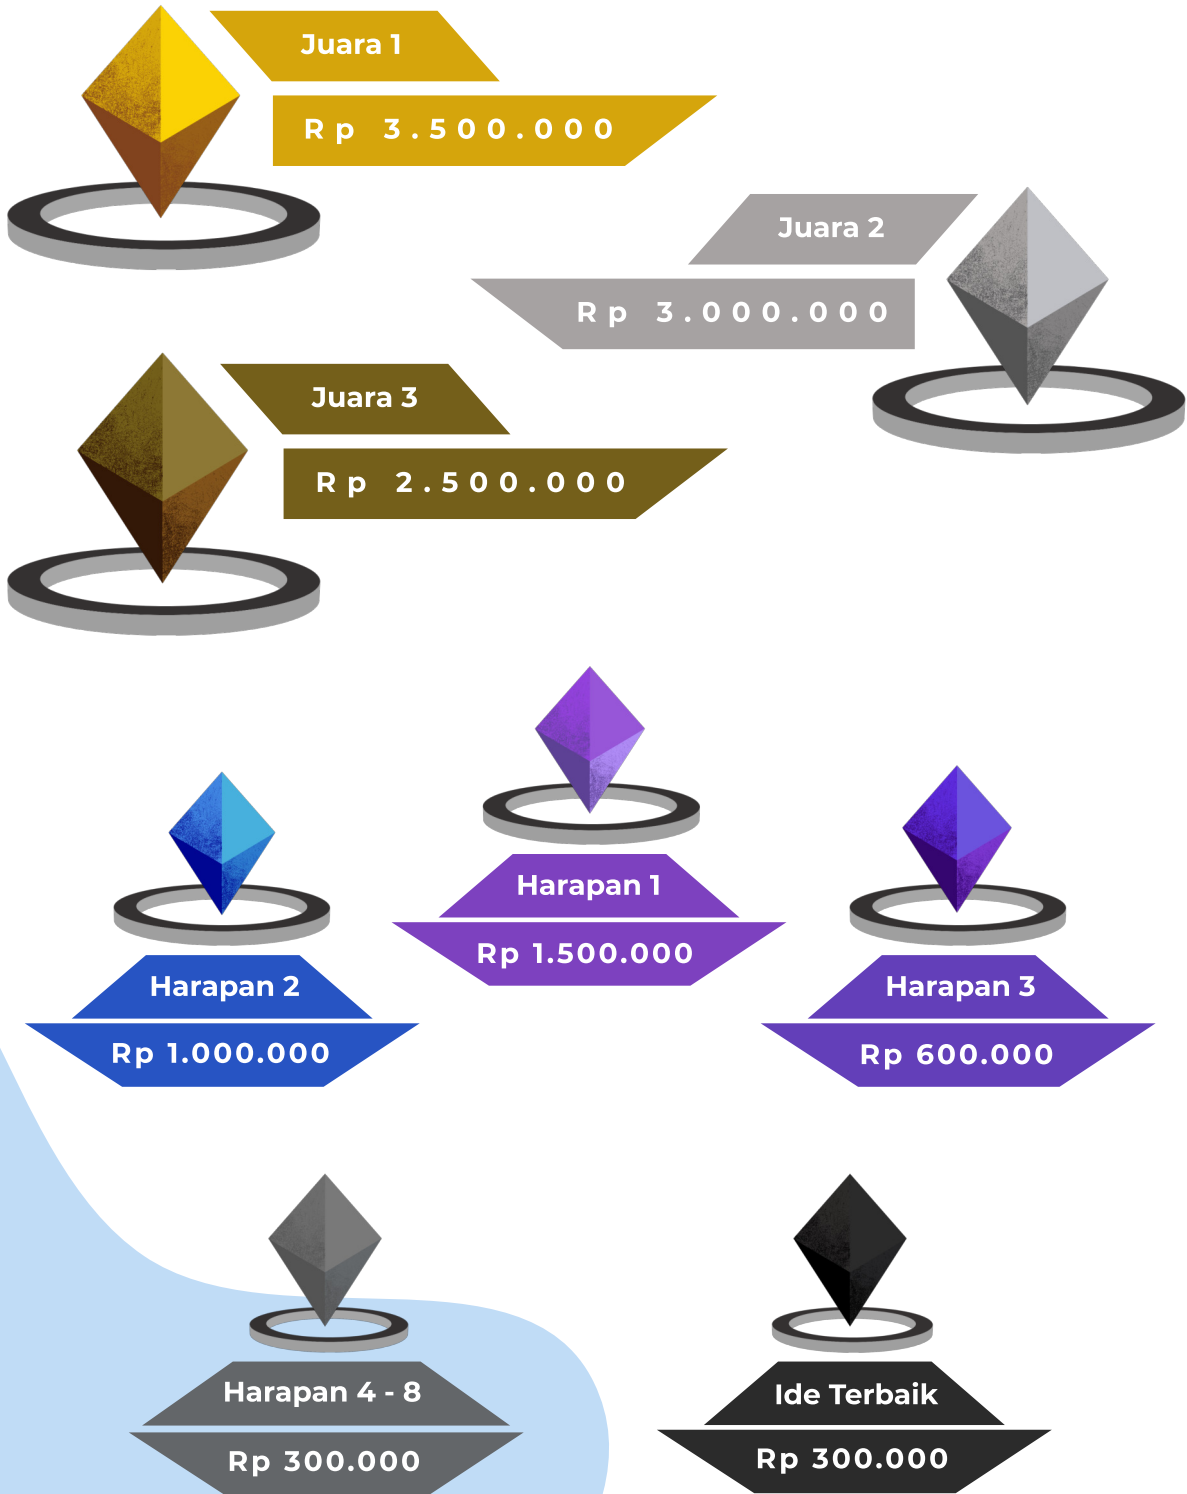 Juara 1
Rp 3.500.000
Juara 2
Rp 3.000.000
Juara 3
Rp 2.500.000
Harapan 1
Rp 1.500.000
Harapan 2
Rp 1.000.000
Harapan 3
Rp 600.000
Harapan 4 - 8
Rp 300.000
Ide Terbaik
Rp 300.000